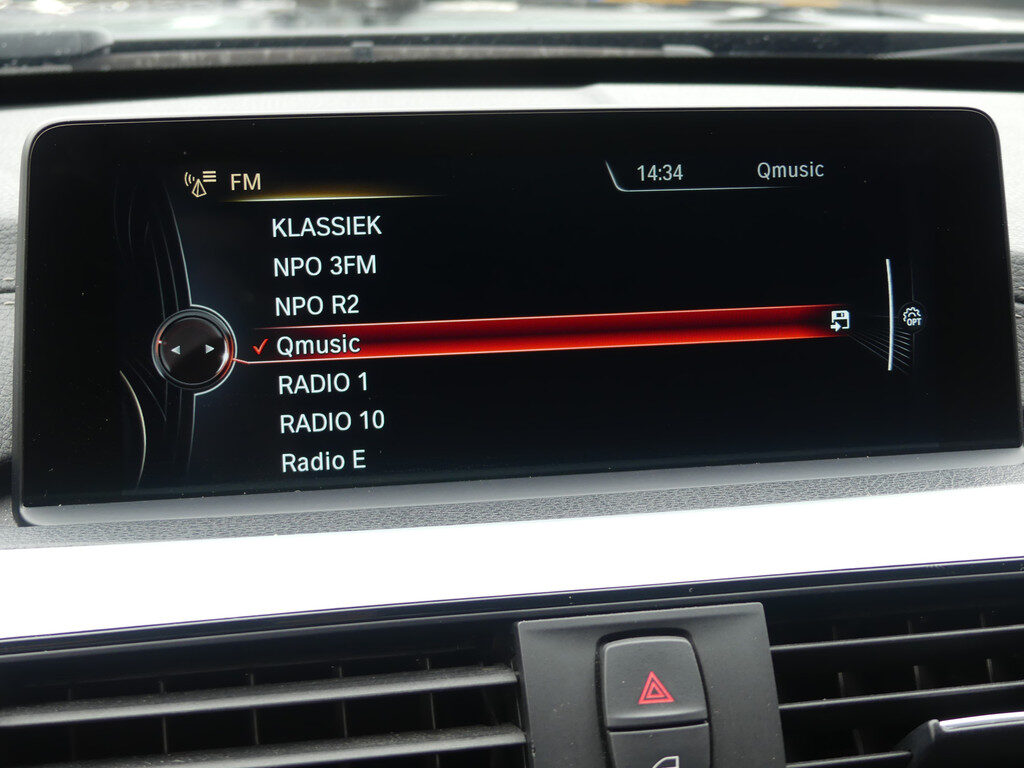 FM
14:34 Qmusic
KLASSIEK
NPO 3FM
NPO R2
Qmusic
RADIO 1
RADIO 10
Radio E
OPT